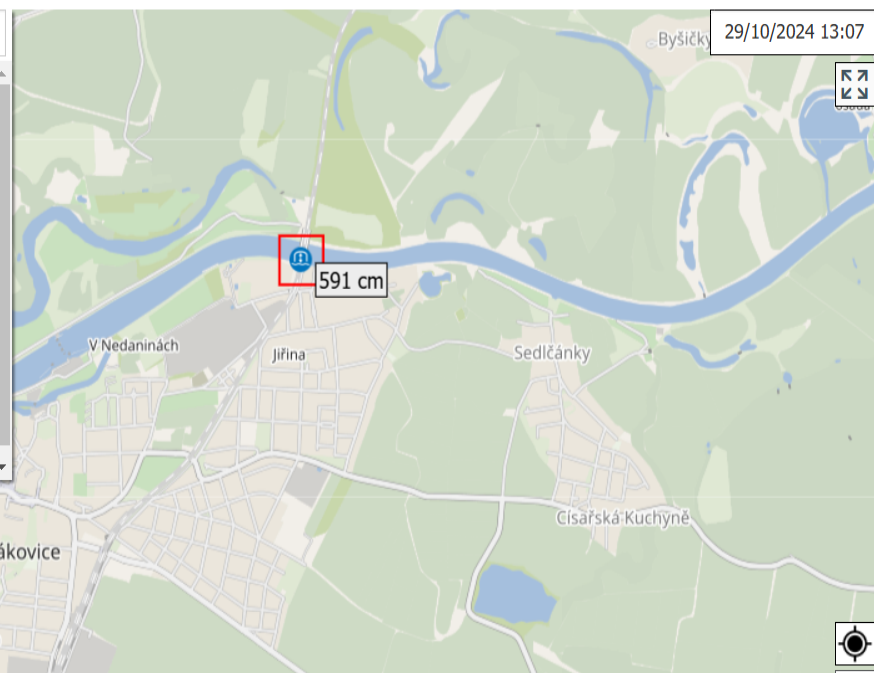 29/10/2024 13:07
Byšičky
591 cm
V Nedaninách
Jiřina
Sedlčánky
Císařská Kuchyně
ákovice